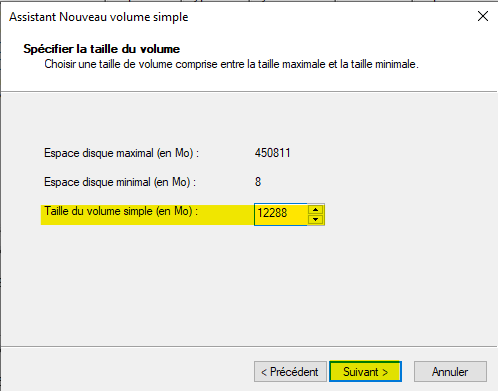 Assistant Nouveau volume simple
Spécifier la taille du volume
Choisir une taille de volume comprise entre la taille maximale et la taille minimale.
Espace disque maximal (en Mo) : 450811
Espace disque minimal (en Mo) : 8
Taille du volume simple (en Mo) : 12288
< Précédent Suivant > Annuler